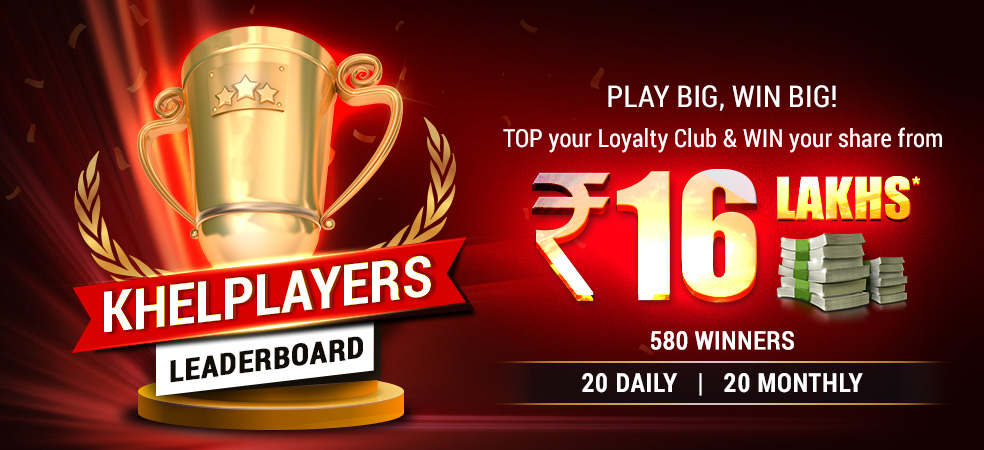 KHELPLAYERS
LEADERBOARD
PLAY BIG, WIN BIG!
TOP your Loyalty Club & WIN your share from
₹16 LAKHS*
580 WINNERS
20 DAILY | 20 MONTHLY